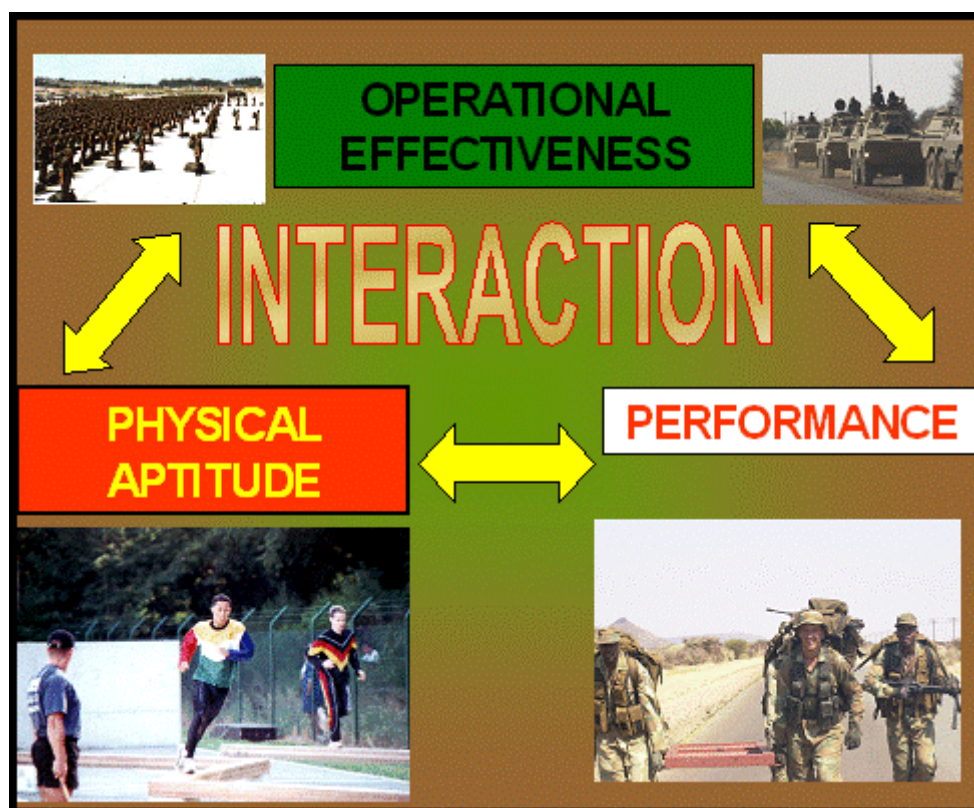 OPERATIONAL
EFFECTIVENESS
INTERACTION
PHYSICAL
APTITUDE
PERFORMANCE